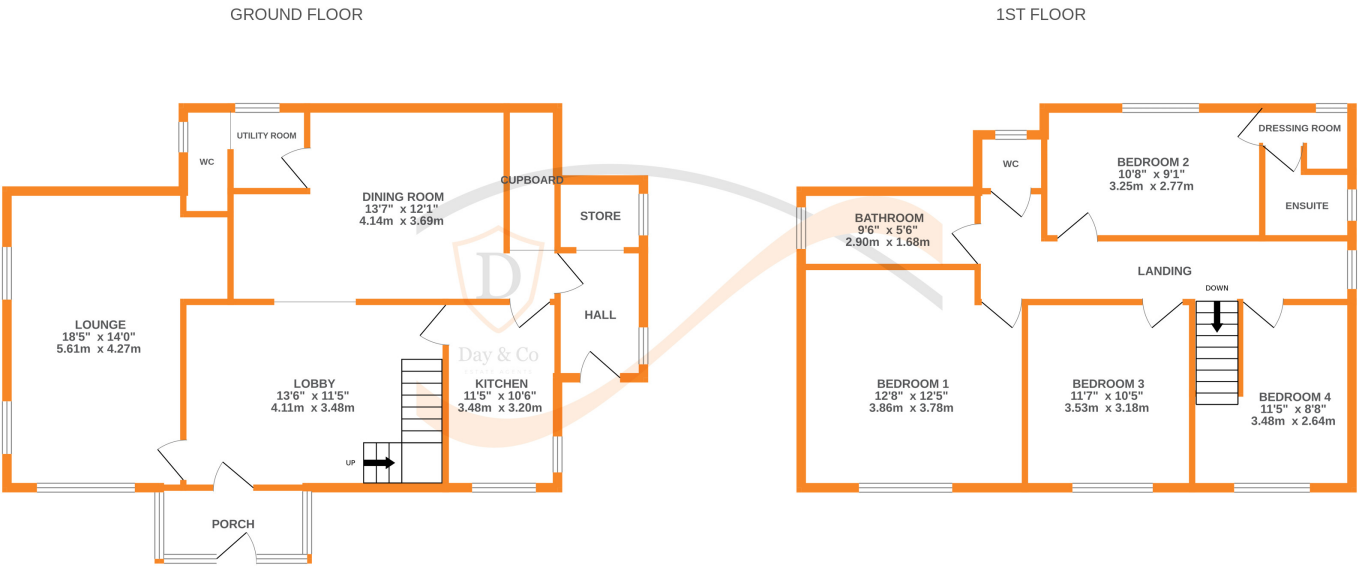 GROUND FLOOR
1ST FLOOR
UTILITY ROOM
WC
DINING ROOM
13'7" x 12'1"
4.14m x 3.69m
CUPBOARD
STORE
HALL
LOUNGE
18'5" x 14'0"
5.61m x 4.27m
LOBBY
13'6" x 11'5"
4.11m x 3.48m
KITCHEN
11'5" x 10'6"
3.48m x 3.20m
UP
PORCH
D
Day & Co
ESTATE AGENTS
WC
BEDROOM 2
10'8" x 9'1"
3.25m x 2.77m
DRESSING ROOM
ENSUITE
BATHROOM
9'6" x 5'6"
2.90m x 1.68m
LANDING
DOWN
BEDROOM 1
12'8" x 12'5"
3.86m x 3.78m
BEDROOM 3
11'7" x 10'5"
3.53m x 3.18m
BEDROOM 4
11'5" x 8'8"
3.48m x 2.64m